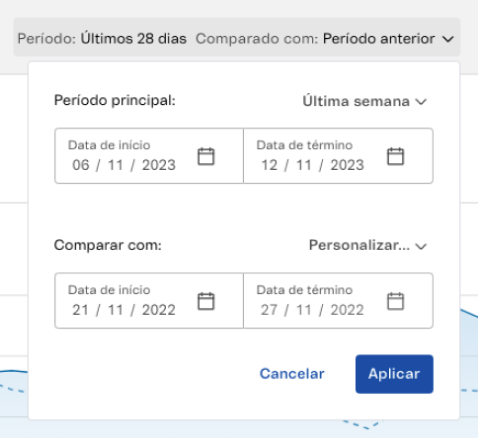 Período: Últimos 28 dias Comparado com: Período anterior
Período principal: Última semana
Data de início Data de término
06 / 11 / 2023 12 / 11 / 2023
Comparar com: Personalizar...
Data de início Data de término
21 / 11 / 2022 27 / 11 / 2022
Cancelar Aplicar